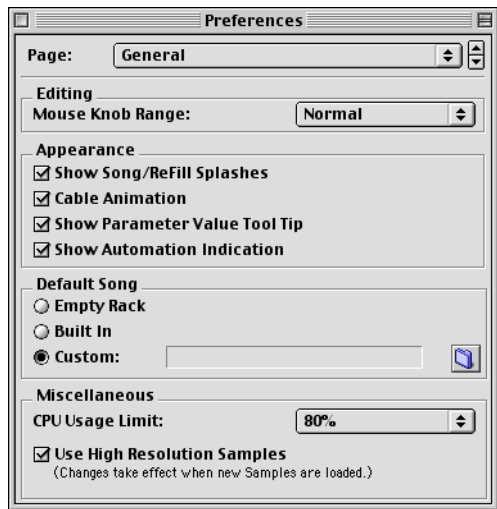 Preferences
Page: General
Editing
Mouse Knob Range: Normal
Appearance
Show Song/ReFill Splashes
Cable Animation
Show Parameter Value Tool Tip
Show Automation Indication
Default Song
Empty Rack
Built In
Custom:
Miscellaneous
CPU Usage Limit: 80%
Use High Resolution Samples
(Changes take effect when new Samples are loaded.)